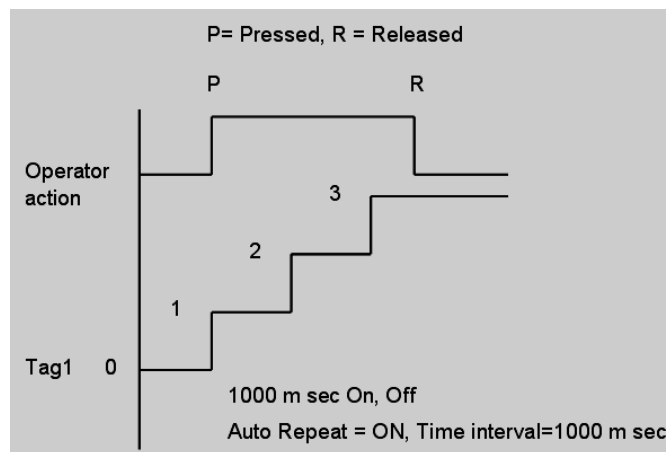 P= Pressed, R = Released
P
R
Operator
action
3
2
1
Tag1 0
1000 m sec On, Off
Auto Repeat = ON, Time interval=1000 m sec